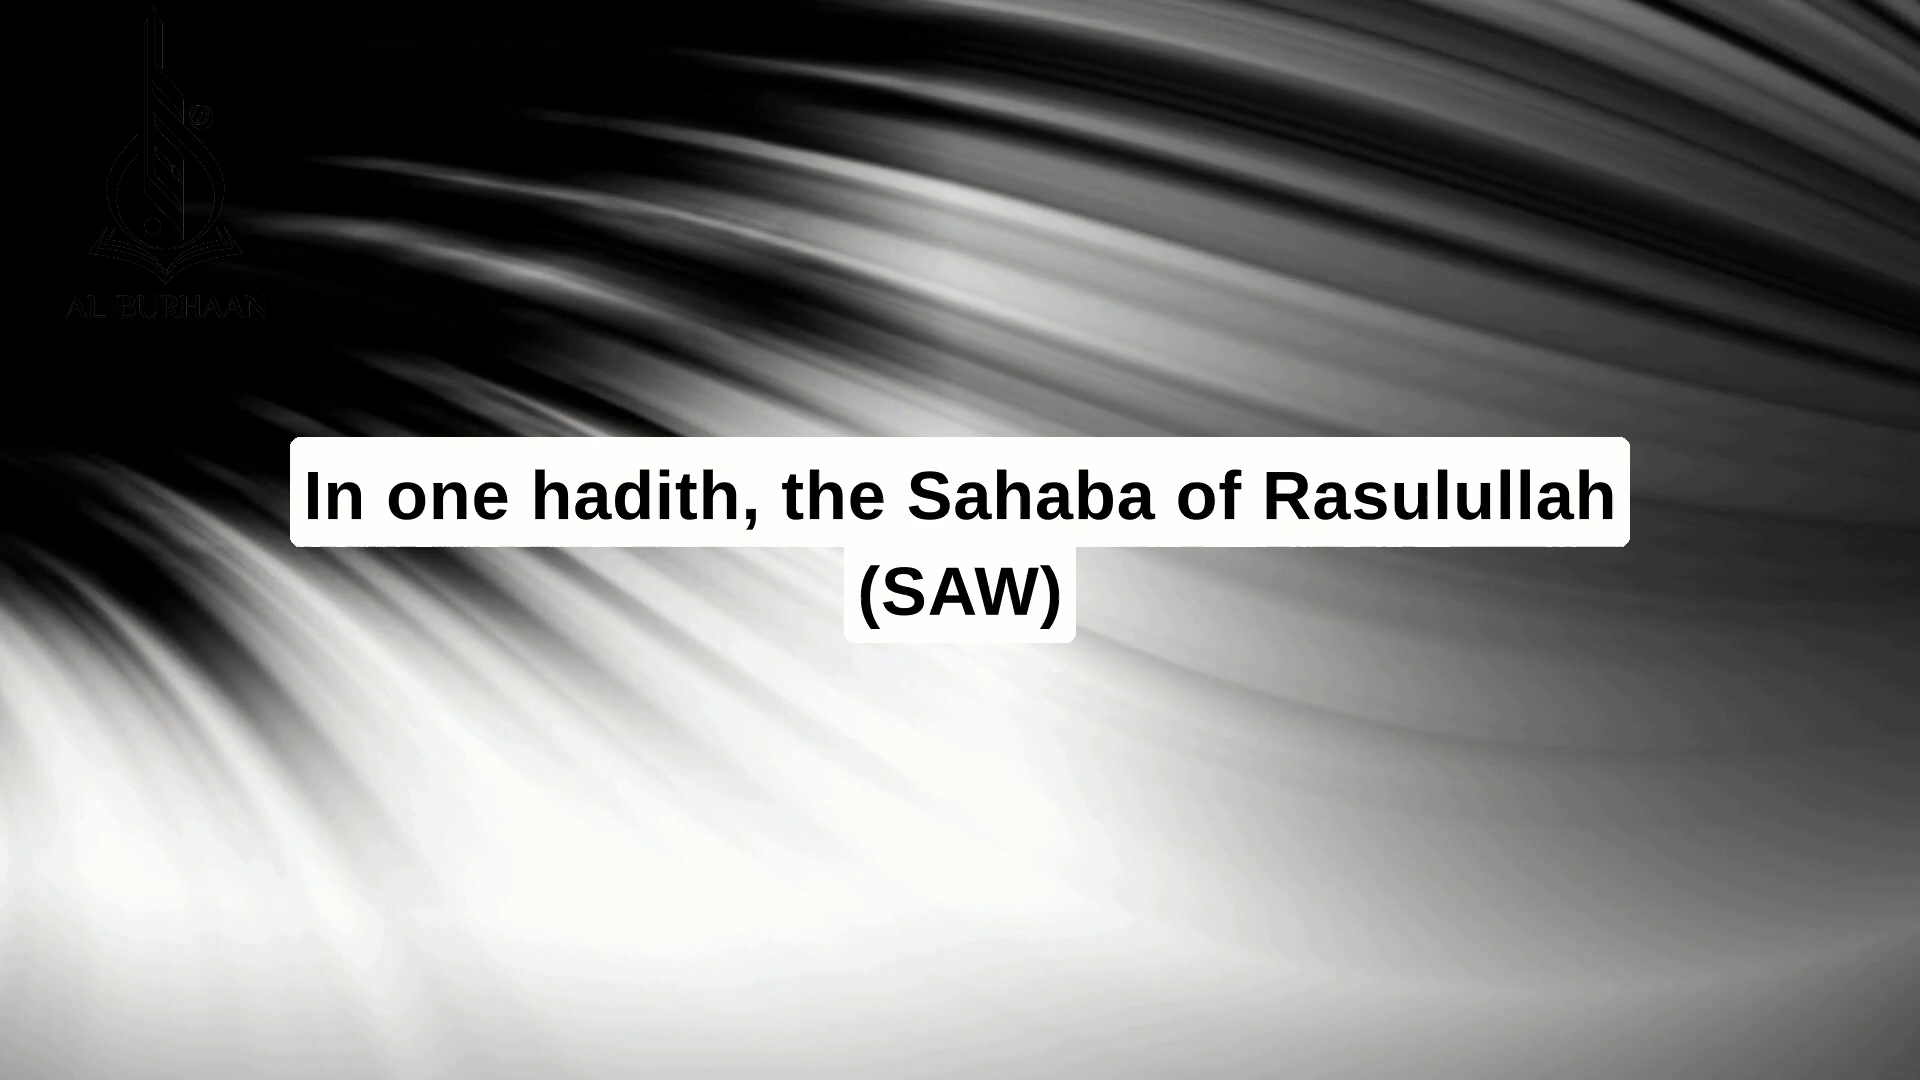 AL-BURHAAN
In one hadith, the Sahaba of Rasulullah
(SAW)